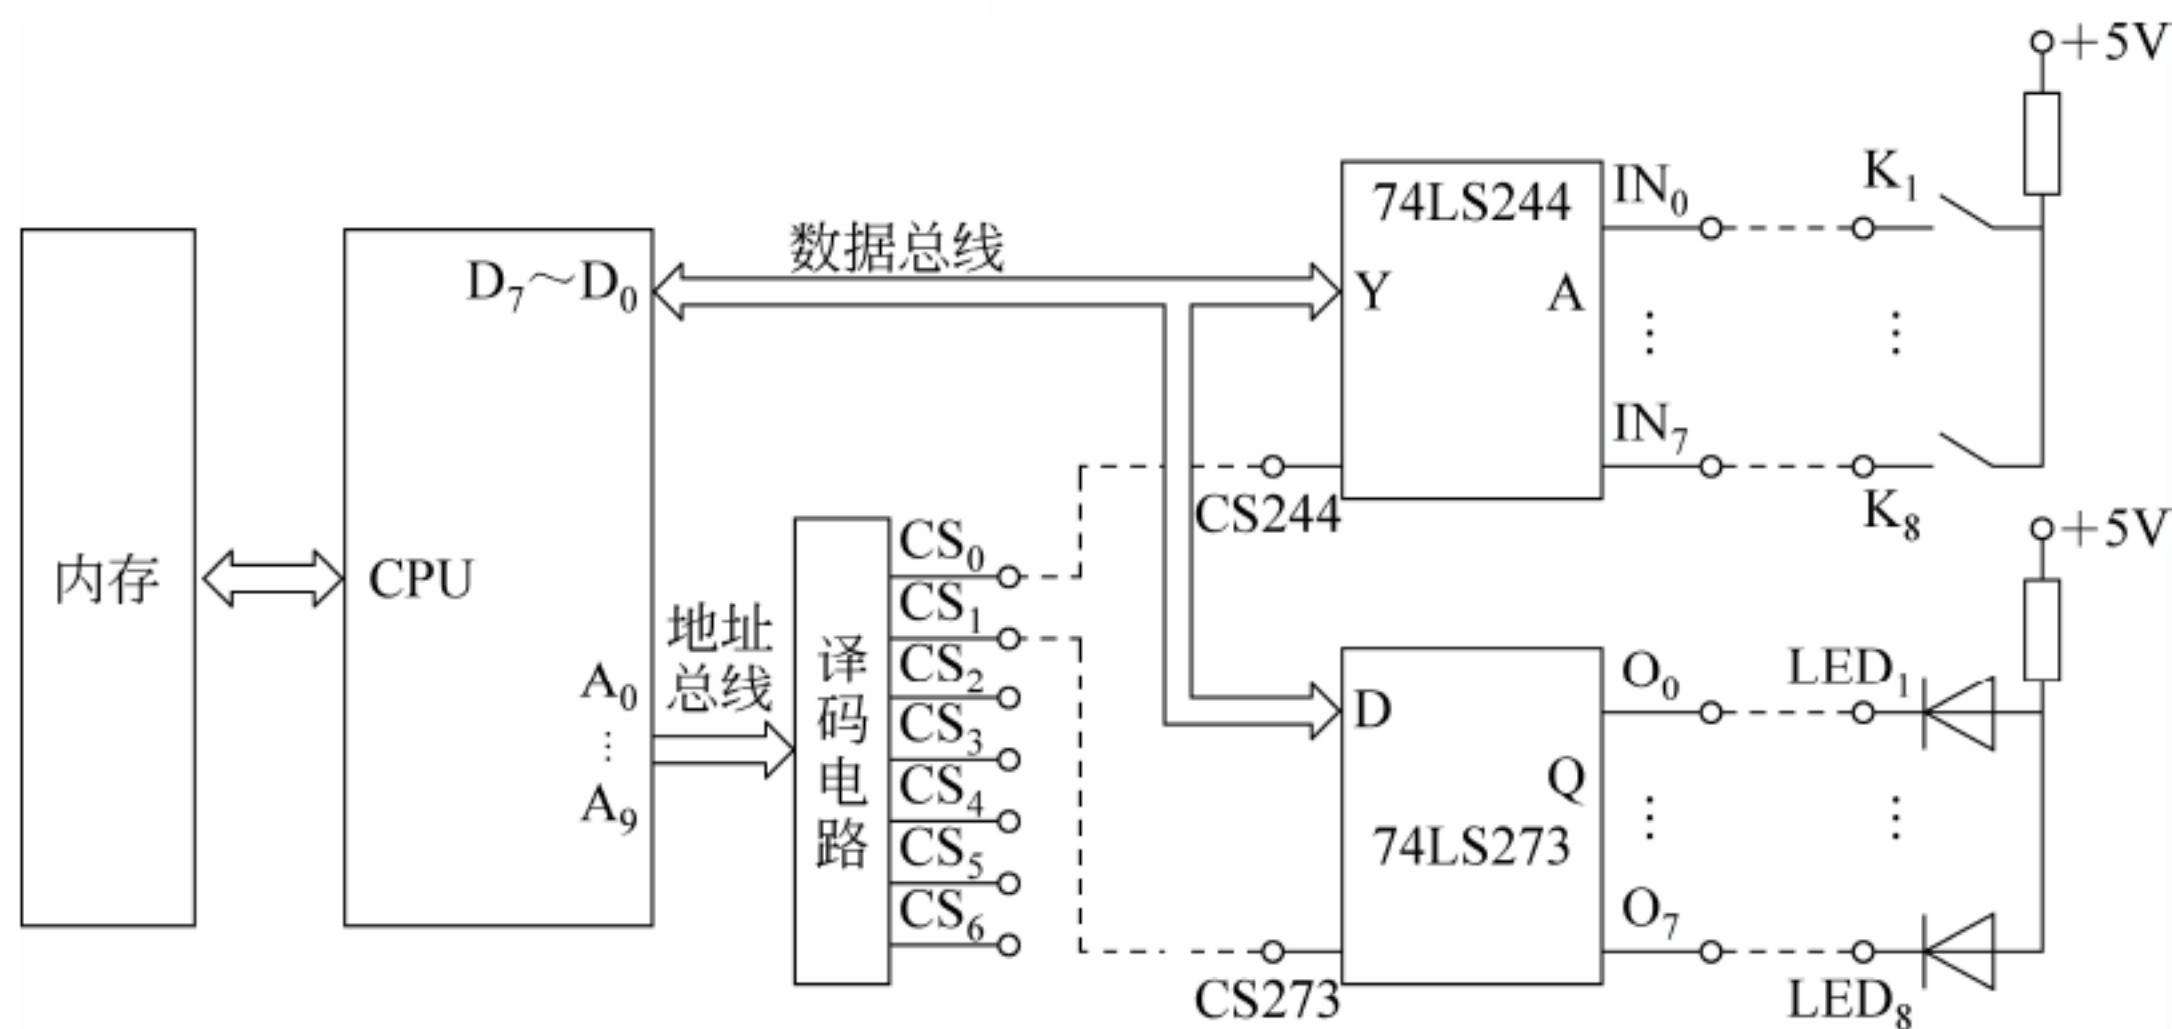 内存
CPU
D7～D0
A0
⋮
A9
数据总线
地址
总线
译码电路
CS0
CS1
CS2
CS3
CS4
CS5
CS6
CS244
CS273
74LS244
Y
A
IN0
⋮
IN7
K1
⋮
K8
+5V
D
Q
74LS273
O0
⋮
O7
LED1
⋮
LED8
+5V